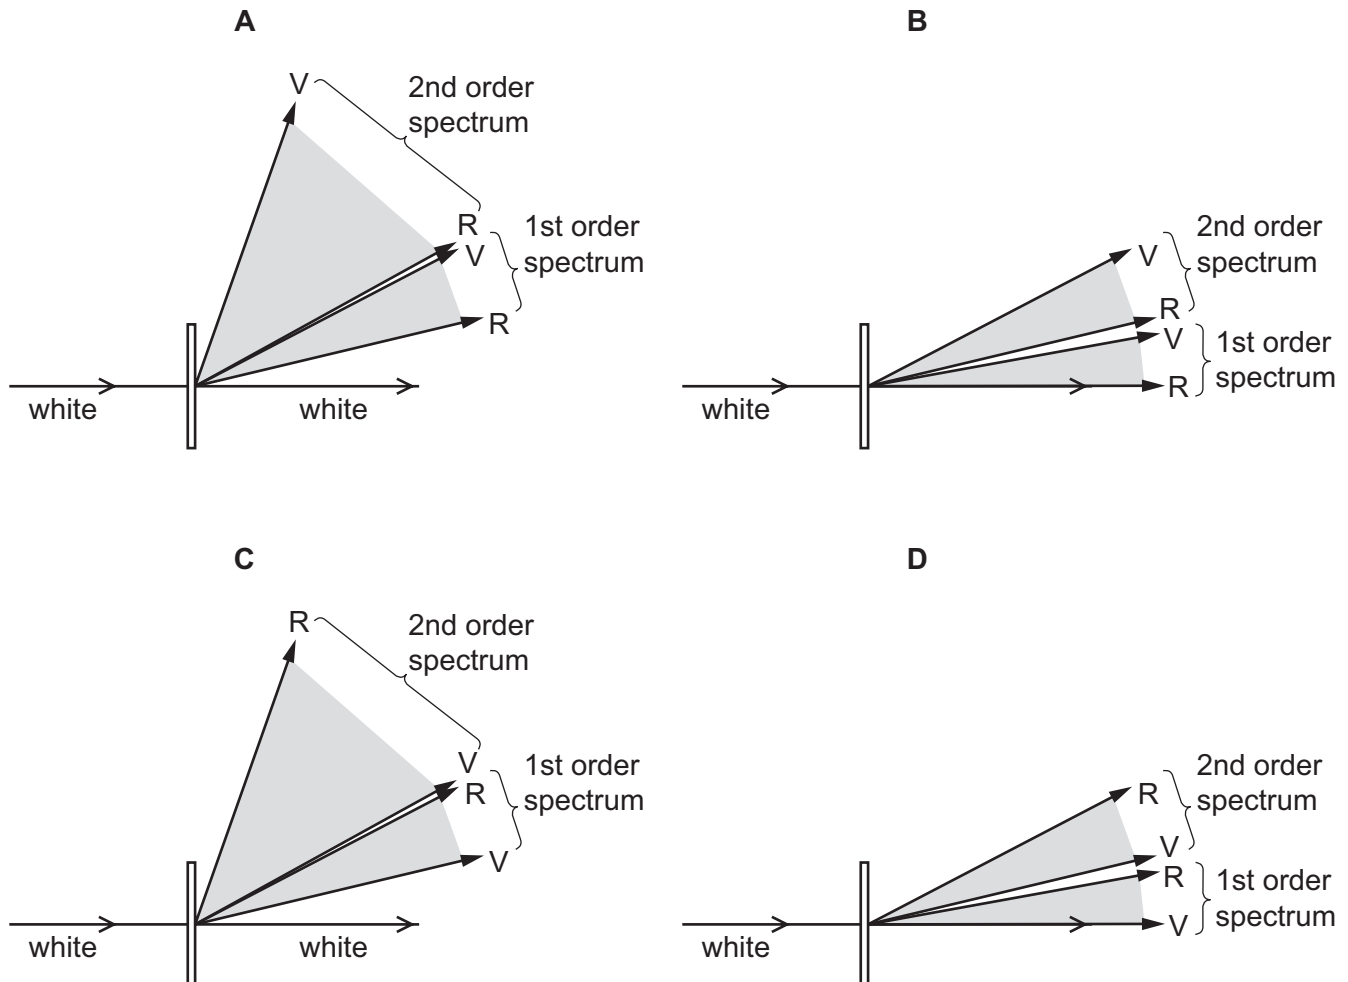 A
V
2nd order
spectrum
R
V
1st order
spectrum
R
white
white
B
V
2nd order
spectrum
R
V
1st order
spectrum
R
white
C
R
2nd order
spectrum
V
R
1st order
spectrum
V
white
white
D
R
2nd order
spectrum
V
R
1st order
spectrum
V
white